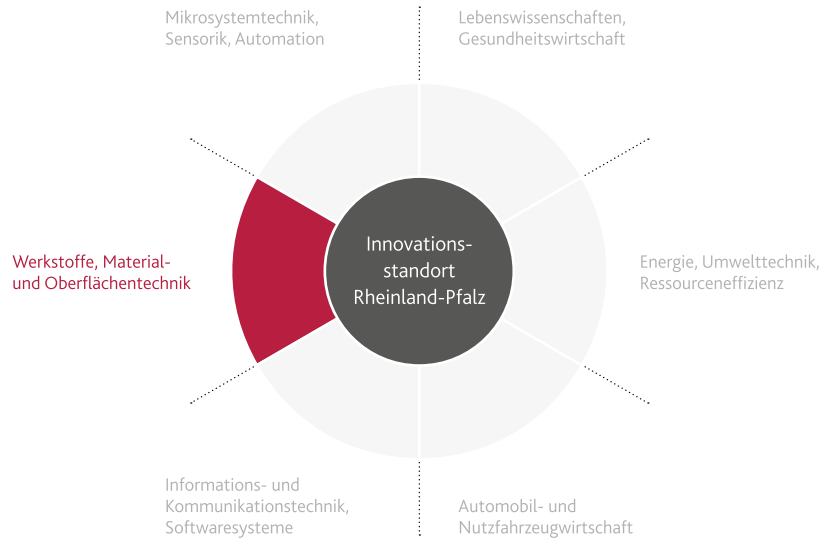 Mikrosystemtechnik,
Sensorik, Automation
Lebenswissenschaften,
Gesundheitswirtschaft
Werkstoffe, Material-
und Oberflächentechnik
Innovations-
standort
Rheinland-Pfalz
Energie, Umwelttechnik,
Ressourceneffizienz
Informations- und
Kommunikationstechnik,
Softwaresysteme
Automobil- und
Nutzfahrzeugwirtschaft